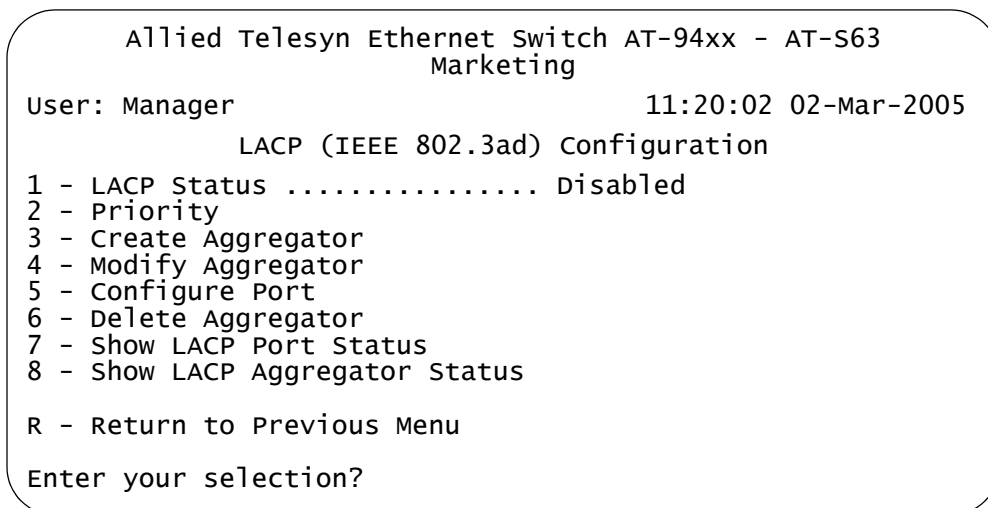 Allied Telesyn Ethernet Switch AT-94xx - AT-S63
Marketing
User: Manager 11:20:02 02-Mar-2005
LACP (IEEE 802.3ad) Configuration
1 - LACP Status ................ Disabled
2 - Priority
3 - Create Aggregator
4 - Modify Aggregator
5 - Configure Port
6 - Delete Aggregator
7 - Show LACP Port Status
8 - Show LACP Aggregator Status
R - Return to Previous Menu
Enter your selection?